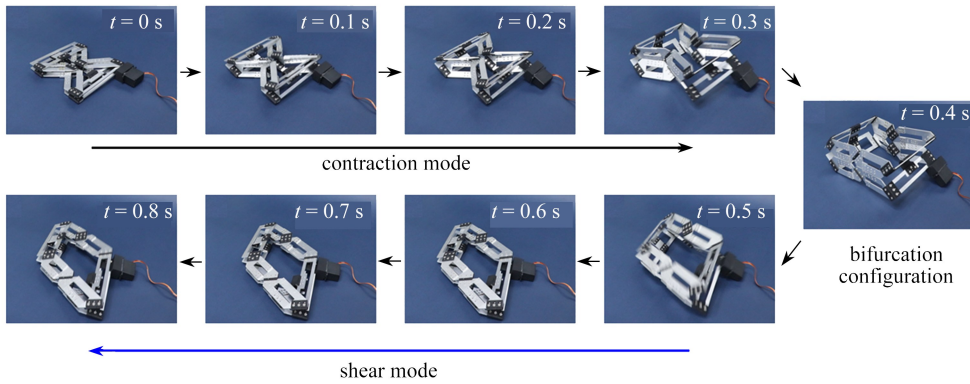 t = 0 s
t = 0.1 s
t = 0.2 s
t = 0.3 s
contraction mode
t = 0.4 s
bifurcation
configuration
t = 0.8 s
t = 0.7 s
t = 0.6 s
t = 0.5 s
shear mode